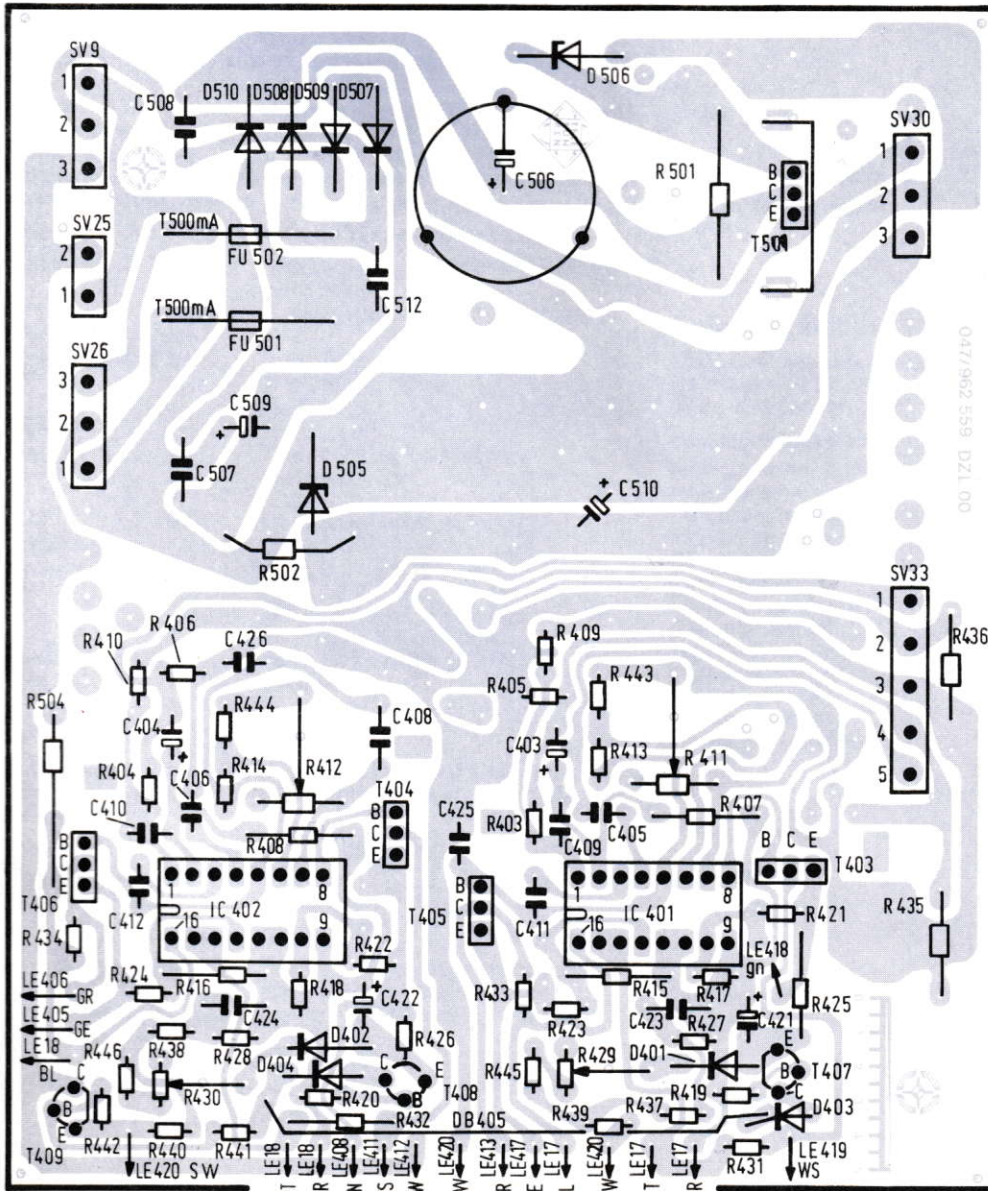 SV9
1
2
3
C508
D510 D508 D509 D507
D506
C506
+
R501
B
C
E
T501
SV30
1
2
3
SV25
2
1
T500mA
FU502
T500mA
FU501
C512
SV26
3
2
1
C509
+
C507
D505
R502
C510
+
047/962 559 DZ1 00
SV33
1
2
3
4
5
R436
R410
R406
C426
R409
R405
R443
R504
C404
+
R444
C408
C403
+
R413
R411
R404
C406
R414
R412
T404
B
C
E
C410
R408
C425
R403
C409
C405
R407
B C E
T403
B
C
E
T406
C412
1
8
16
9
IC402
B
C
E
T405
C411
1
8
16
9
IC401
R421
R435
R434
R422
LE418
gn
LE406
GR
R424
R416
R418
C422
+
R433
R415
R417
R425
LE405
GE
C424
R426
R423
C423
R427
C421
+
LE18
BL
R446
R438
R428
D402
D404
R445
R429
D401
E
B
C
T407
C
B
E
T409
R430
R420
C
E
B
T408
R419
D403
R442
R440
R441
R432
DB405
R439
R437
R431
LE420 SW
LE18
T
LE18
R
LE408
N
LE411
S
LE412
W
LE420
W
LE413
R
LE417
E
LE17
L
LE420
W
LE17
T
LE17
R
LE419
WS